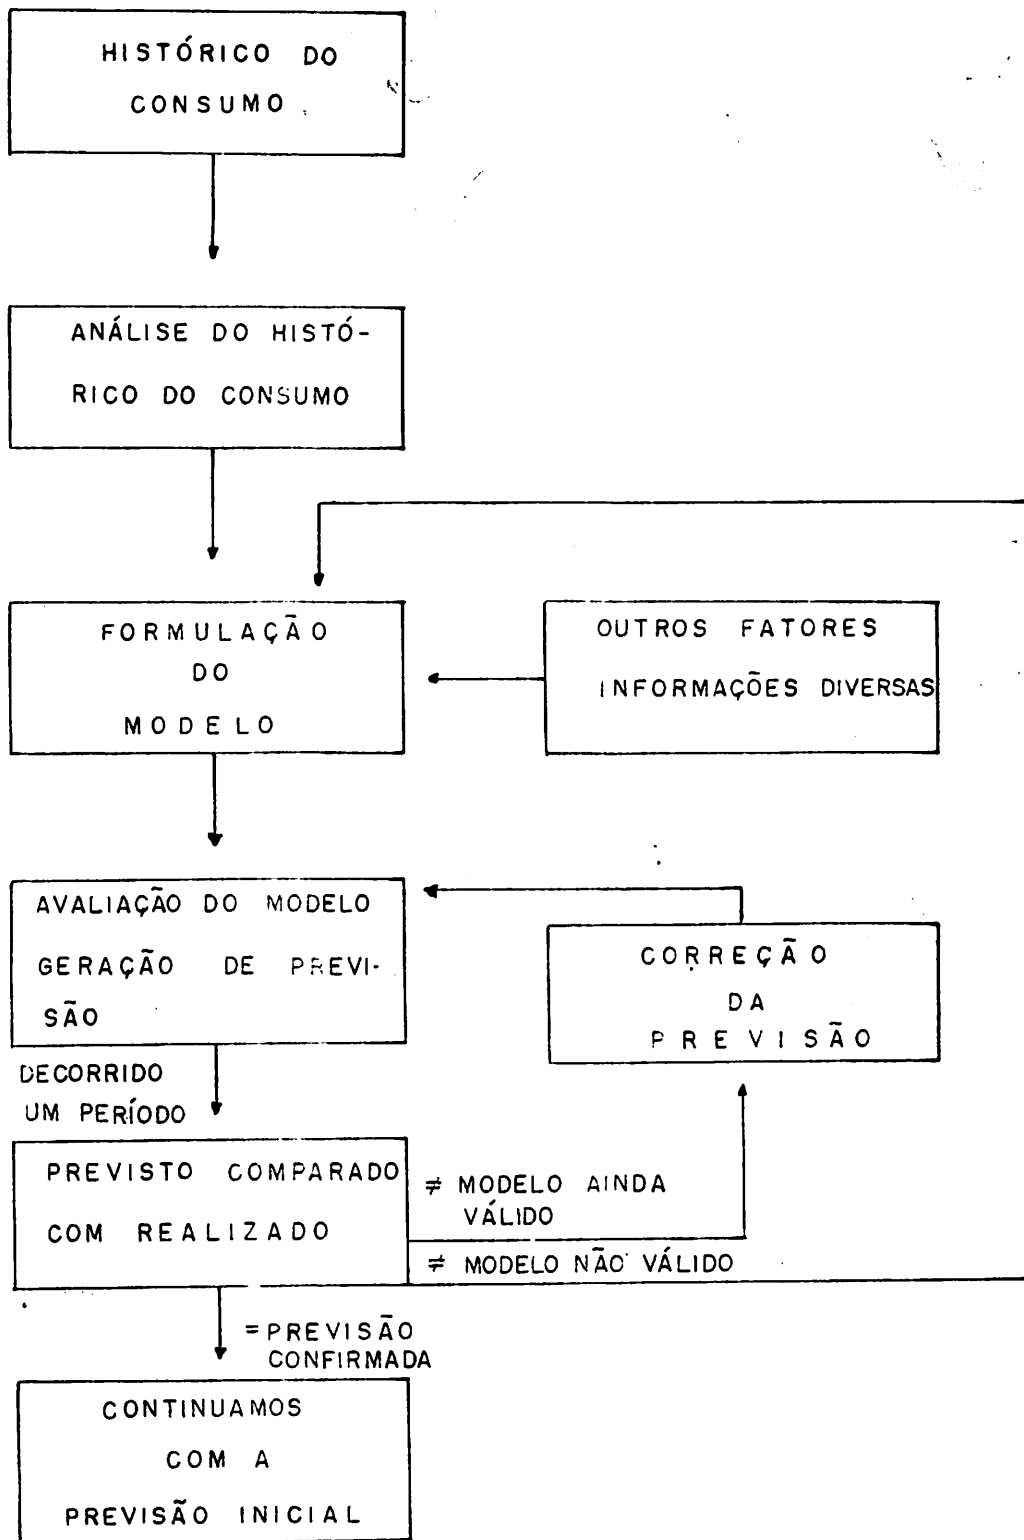 HISTÓRICO DO
CONSUMO
ANÁLISE DO HISTÓ-
RICO DO CONSUMO
FORMULAÇÃO
DO
MODELO
OUTROS FATORES
INFORMAÇÕES DIVERSAS
AVALIAÇÃO DO MODELO
GERAÇÃO DE PREVI-
SÃO
CORREÇÃO
DA
PREVISÃO
DECORRIDO
UM PERÍODO
PREVISTO COMPARADO
COM REALIZADO
≠ MODELO AINDA
VÁLIDO
≠ MODELO NÃO VÁLIDO
= PREVISÃO
CONFIRMADA
CONTINUAMOS
COM A
PREVISÃO INICIAL